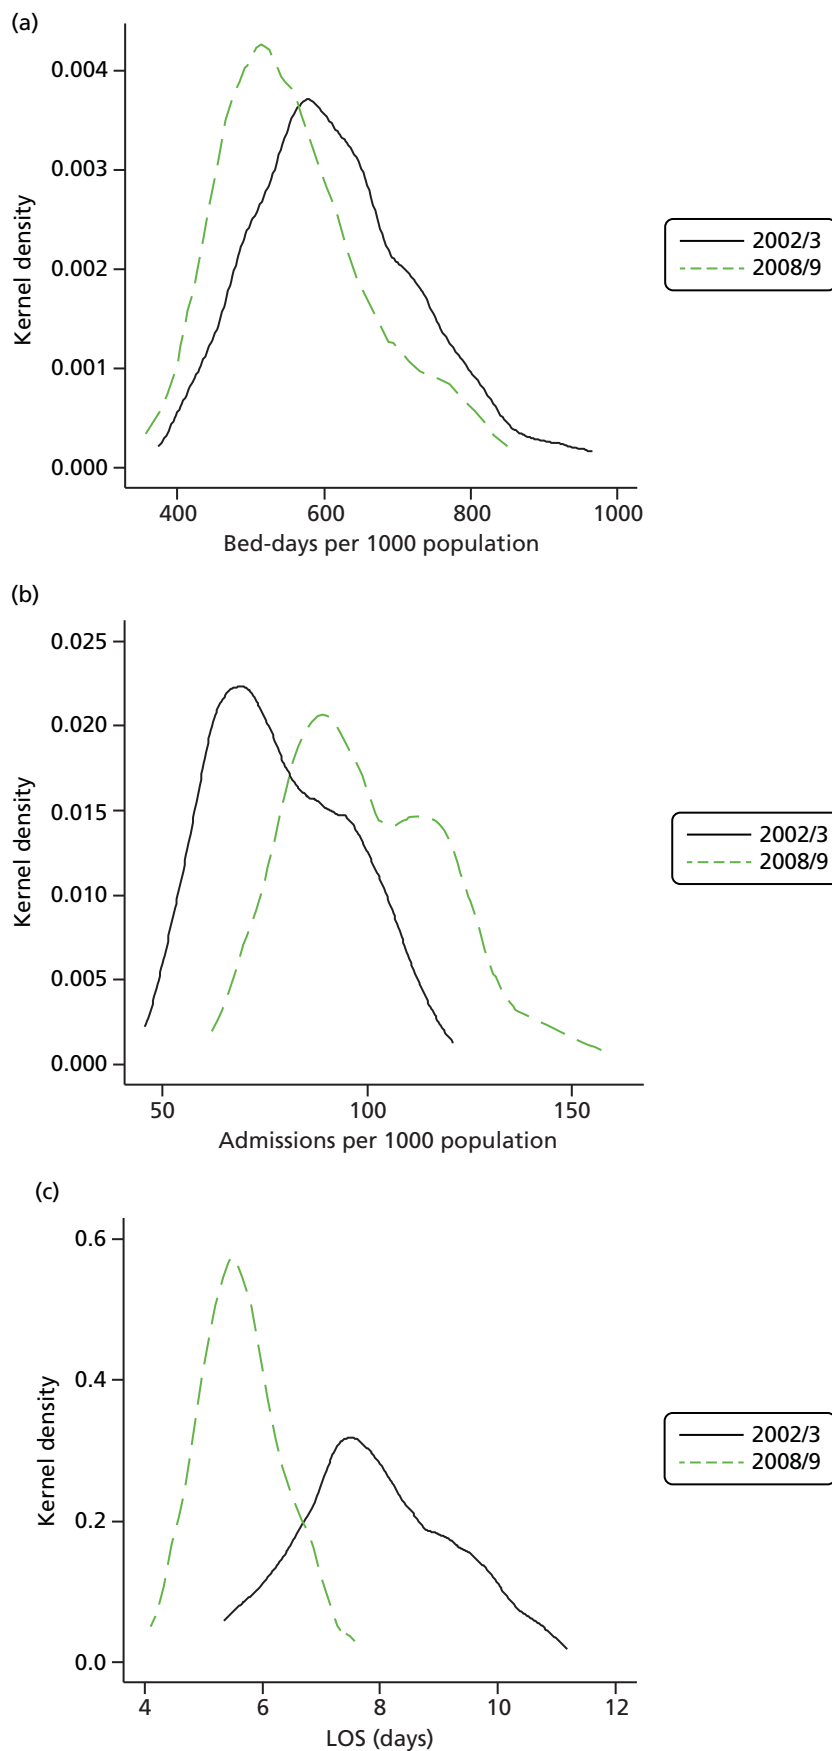 (a)
0.004
0.003
0.002
0.001
0.000
Kernel density
400 600 800 1000
Bed-days per 1000 population
2002/3
2008/9
(b)
0.025
0.020
0.015
0.010
0.005
0.000
Kernel density
50 100 150
Admissions per 1000 population
2002/3
2008/9
(c)
0.6
0.4
0.2
0.0
Kernel density
4 6 8 10 12
LOS (days)
2002/3
2008/9